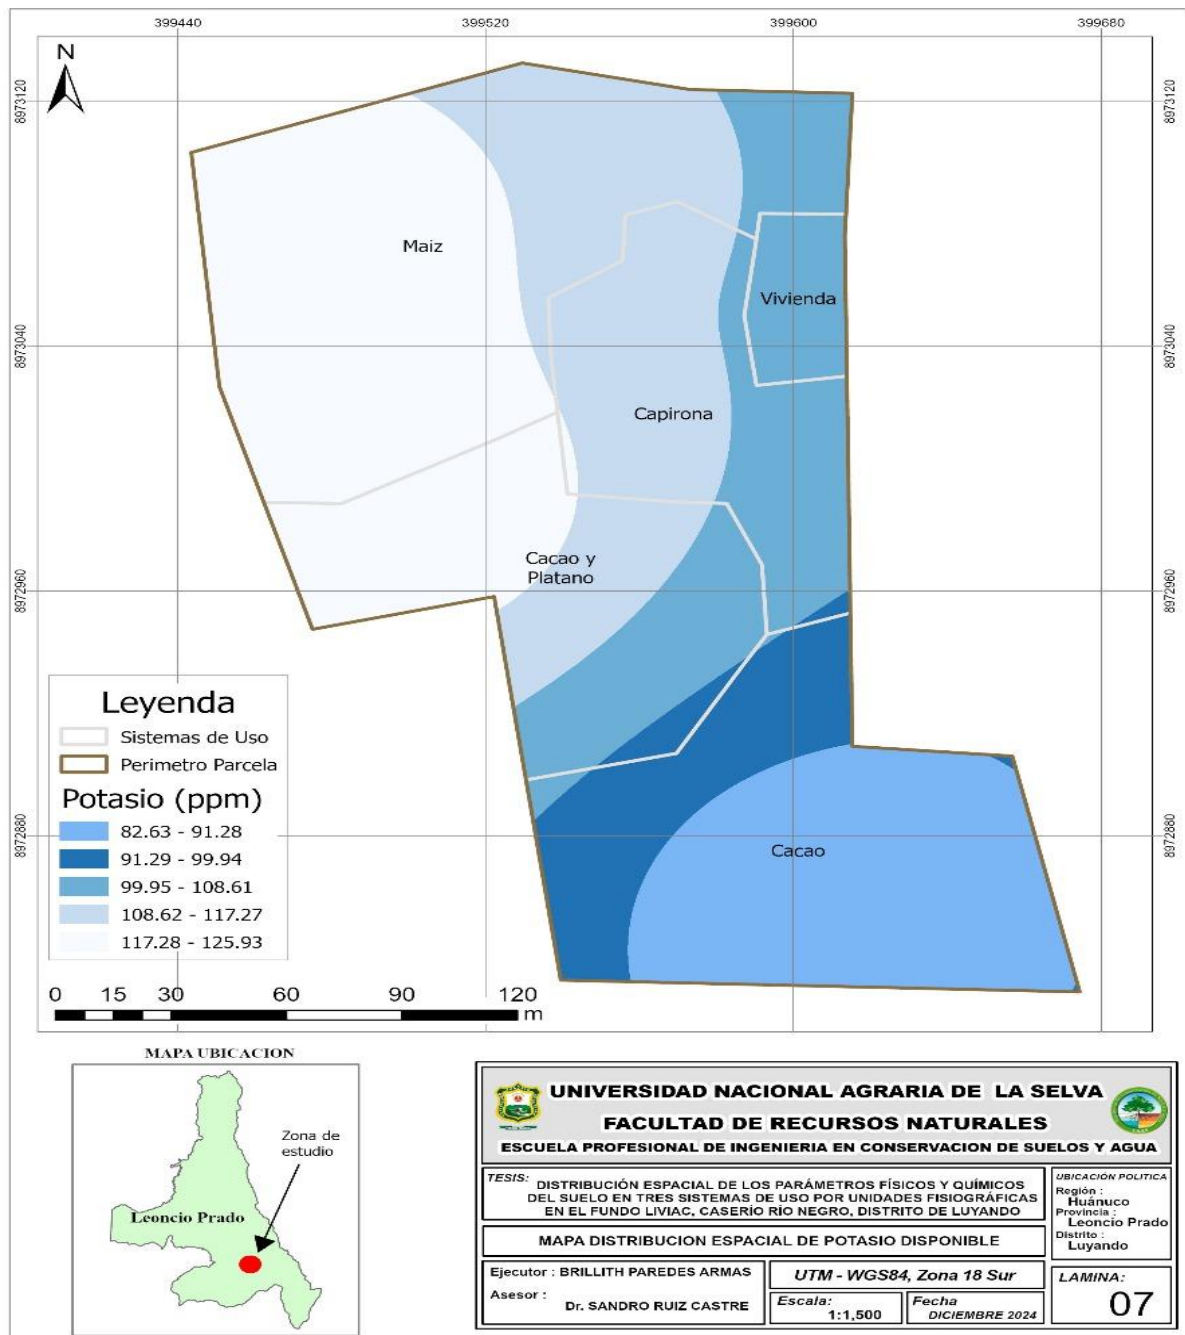 399440
399520
399600
399680
N
8973120
8973120
Maiz
Vivienda
8973040
8973040
Capirona
Cacao y
Platano
8972960
8972960
Leyenda
Sistemas de Uso
Perimetro Parcela
Potasio (ppm)
82.63 - 91.28
91.29 - 99.94
99.95 - 108.61
108.62 - 117.27
117.28 - 125.93
8972880
8972880
Cacao
0 15 30 60 90 120
m
MAPA UBICACION
Zona de
estudio
Leoncio Prado
UNIVERSIDAD NACIONAL AGRARIA DE LA SELVA
FACULTAD DE RECURSOS NATURALES
ESCUELA PROFESIONAL DE INGENIERIA EN CONSERVACION DE SUELOS Y AGUA
TESIS: DISTRIBUCIÓN ESPACIAL DE LOS PARÁMETROS FÍSICOS Y QUÍMICOS
DEL SUELO EN TRES SISTEMAS DE USO POR UNIDADES FISIOGRÁFICAS
EN EL FUNDO LIVIAC, CASERÍO RÍO NEGRO, DISTRITO DE LUYANDO
UBICACIÓN POLITICA
Región :
Huánuco
Provincia :
Leoncio Prado
Distrito :
Luyando
MAPA DISTRIBUCION ESPACIAL DE POTASIO DISPONIBLE
Ejecutor : BRILLITH PAREDES ARMAS
Asesor :
Dr. SANDRO RUIZ CASTRE
UTM - WGS84, Zona 18 Sur
Escala:
1:1,500
Fecha
DICIEMBRE 2024
LAMINA:
07